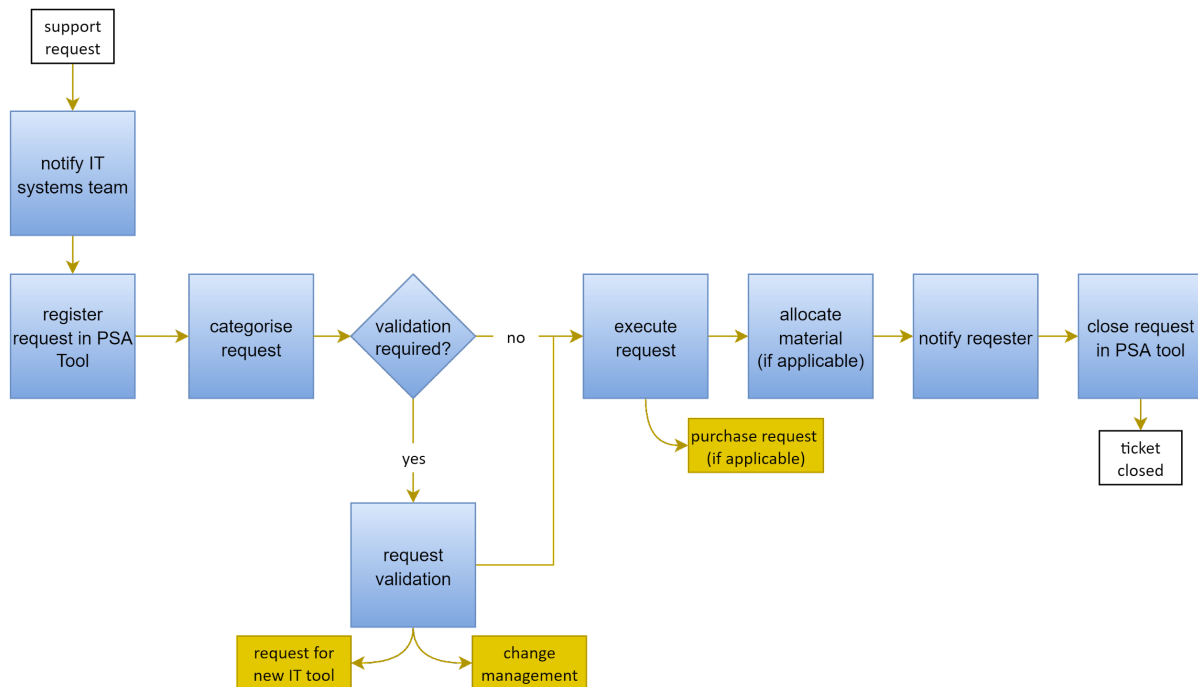 support
request
notify IT
systems team
register
request in PSA
Tool
categorise
request
validation
required?
no
yes
request
validation
request for
new IT tool
change
management
execute
request
purchase request
(if applicable)
allocate
material
(if applicable)
notify reqester
close request
in PSA tool
ticket
closed